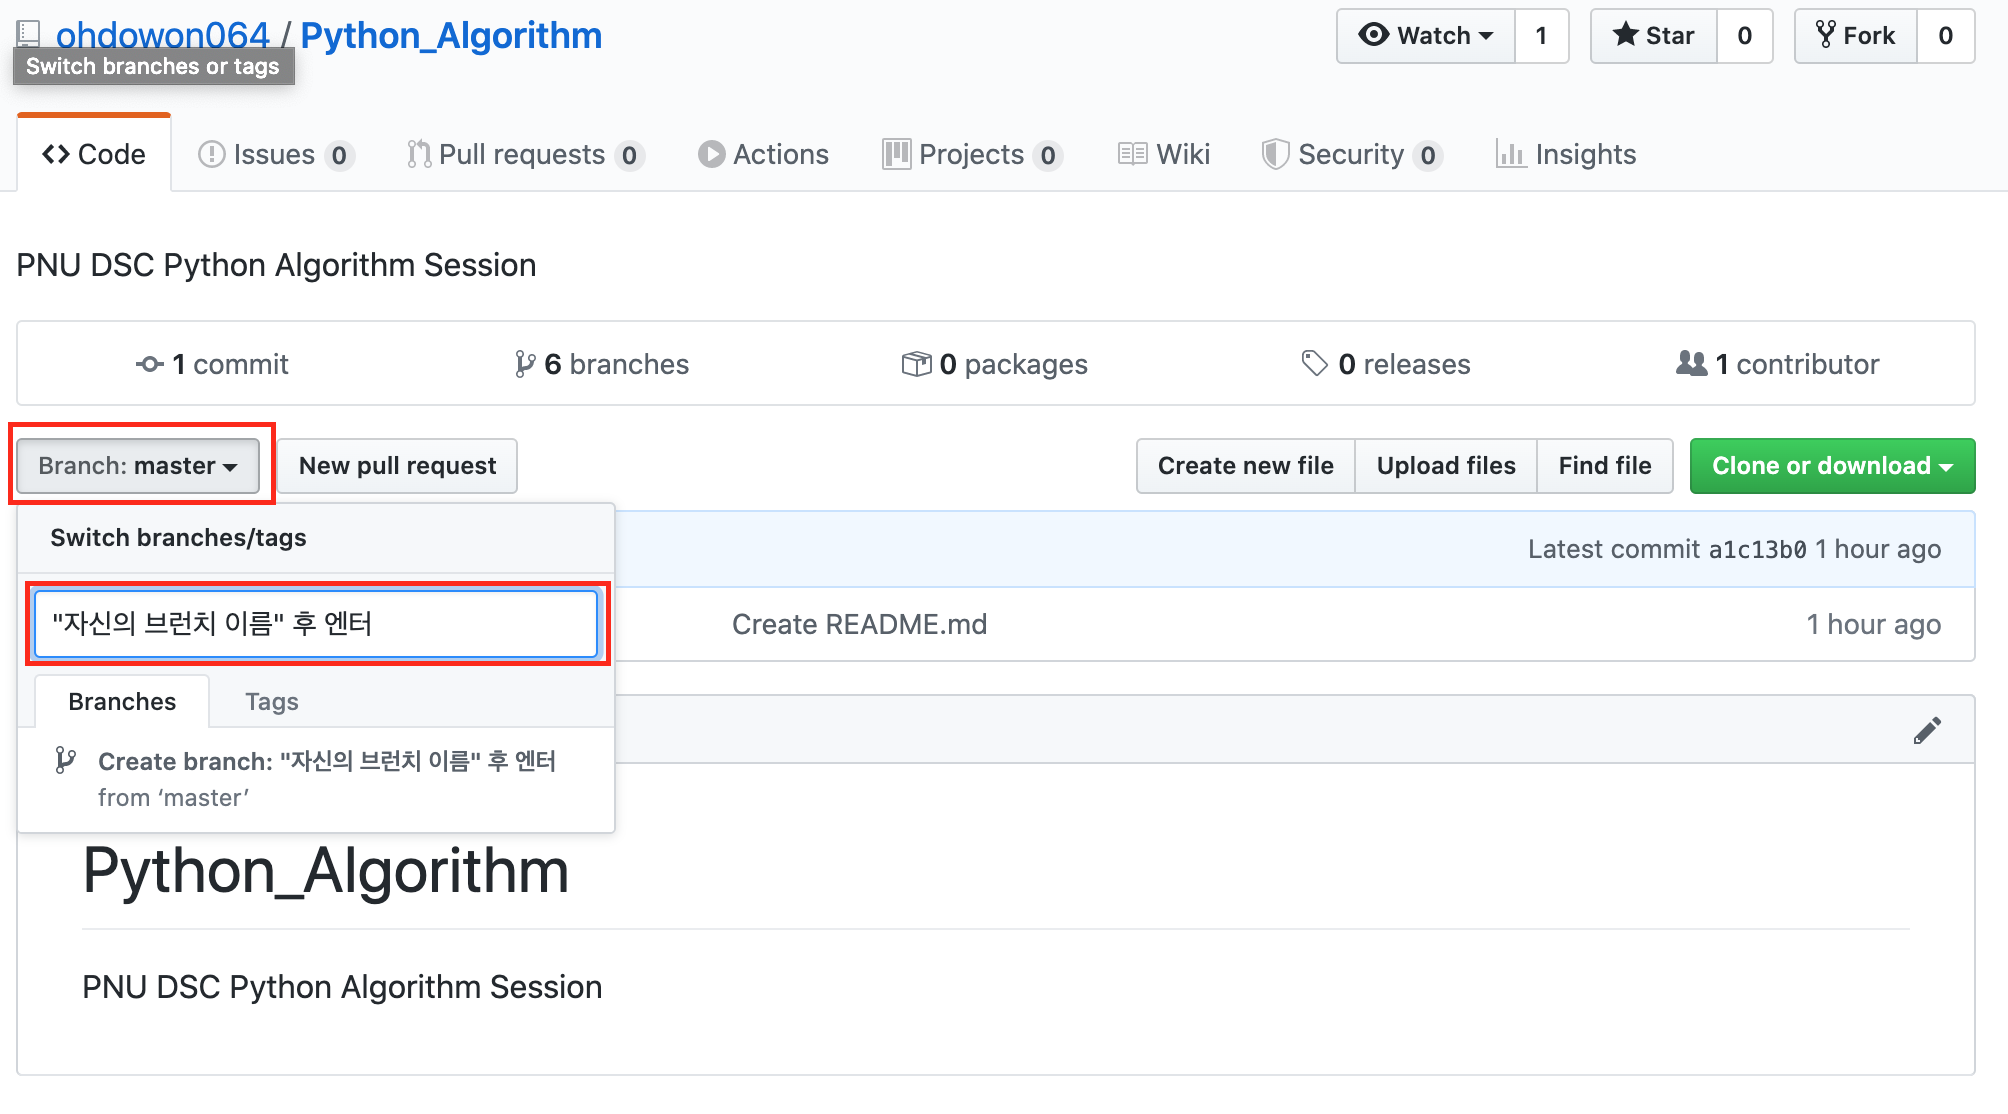 ohdowon064 / Python_Algorithm
Watch 1
Star 0
Fork 0
Switch branches or tags
Code
Issues 0
Pull requests 0
Actions
Projects 0
Wiki
Security 0
Insights
PNU DSC Python Algorithm Session
1 commit
6 branches
0 packages
0 releases
1 contributor
Branch: master
New pull request
Create new file
Upload files
Find file
Clone or download
Switch branches/tags
Latest commit a1c13b0 1 hour ago
"자신의 브런치 이름" 후 엔터
Create README.md
1 hour ago
Branches
Tags
Create branch: "자신의 브런치 이름" 후 엔터
from ‘master’
Python_Algorithm
PNU DSC Python Algorithm Session